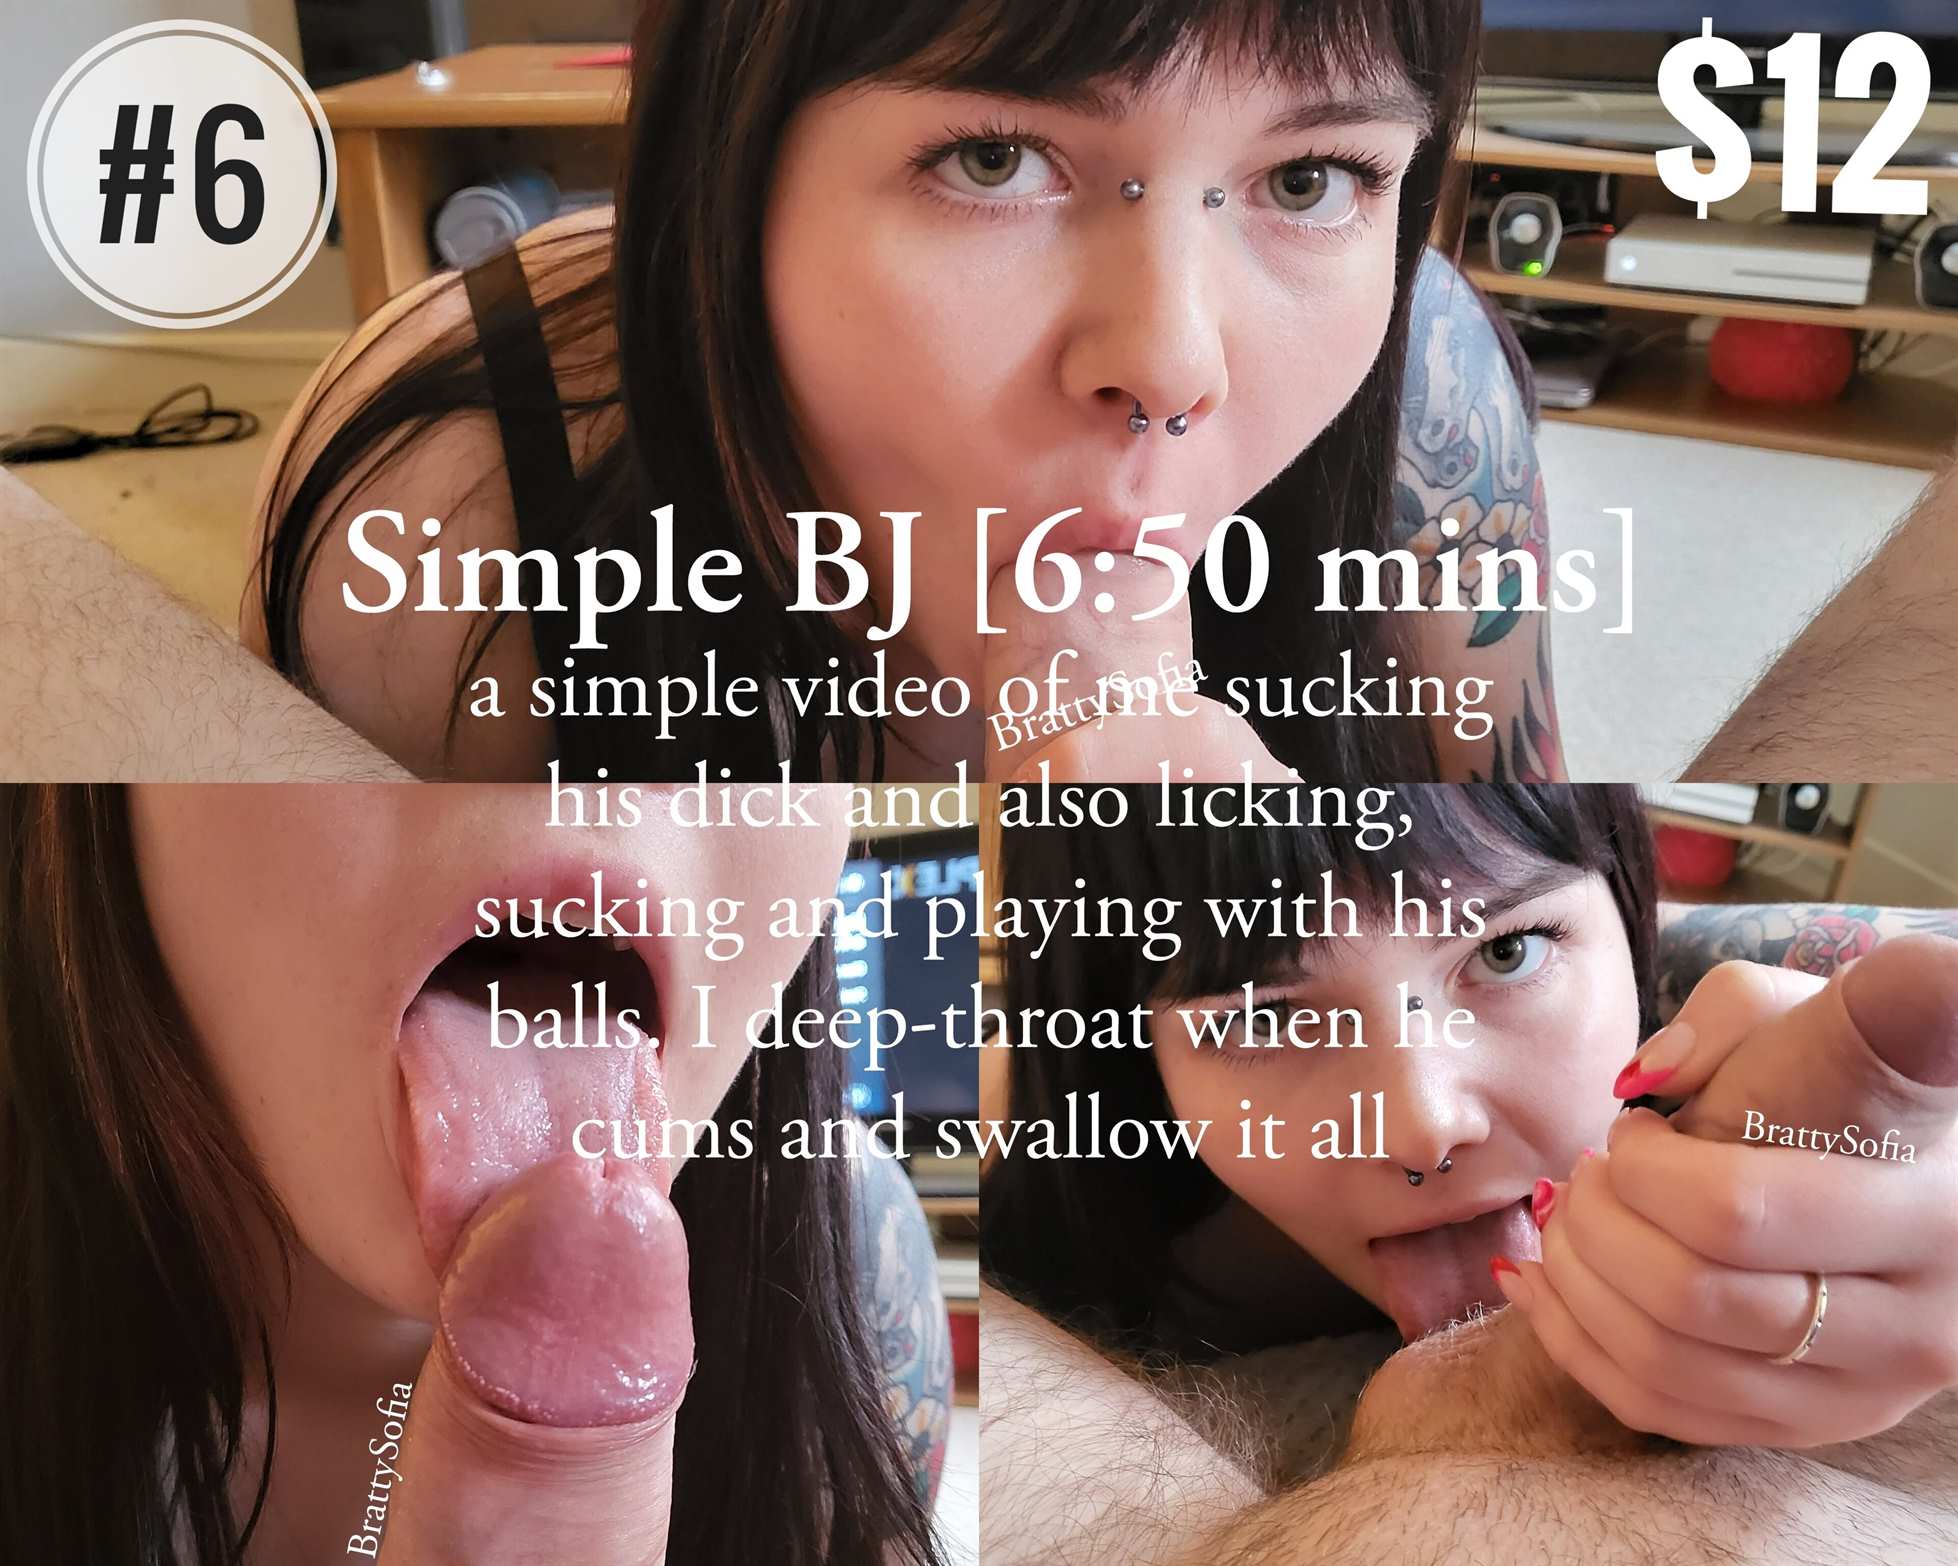 #6
$12
Simple BJ [6:50 mins]
a simple video of me sucking
his dick and also licking,
sucking and playing with his
balls. I deep-throat when he
cums and swallow it all
BrattySofia
BrattySofia
BrattySofia